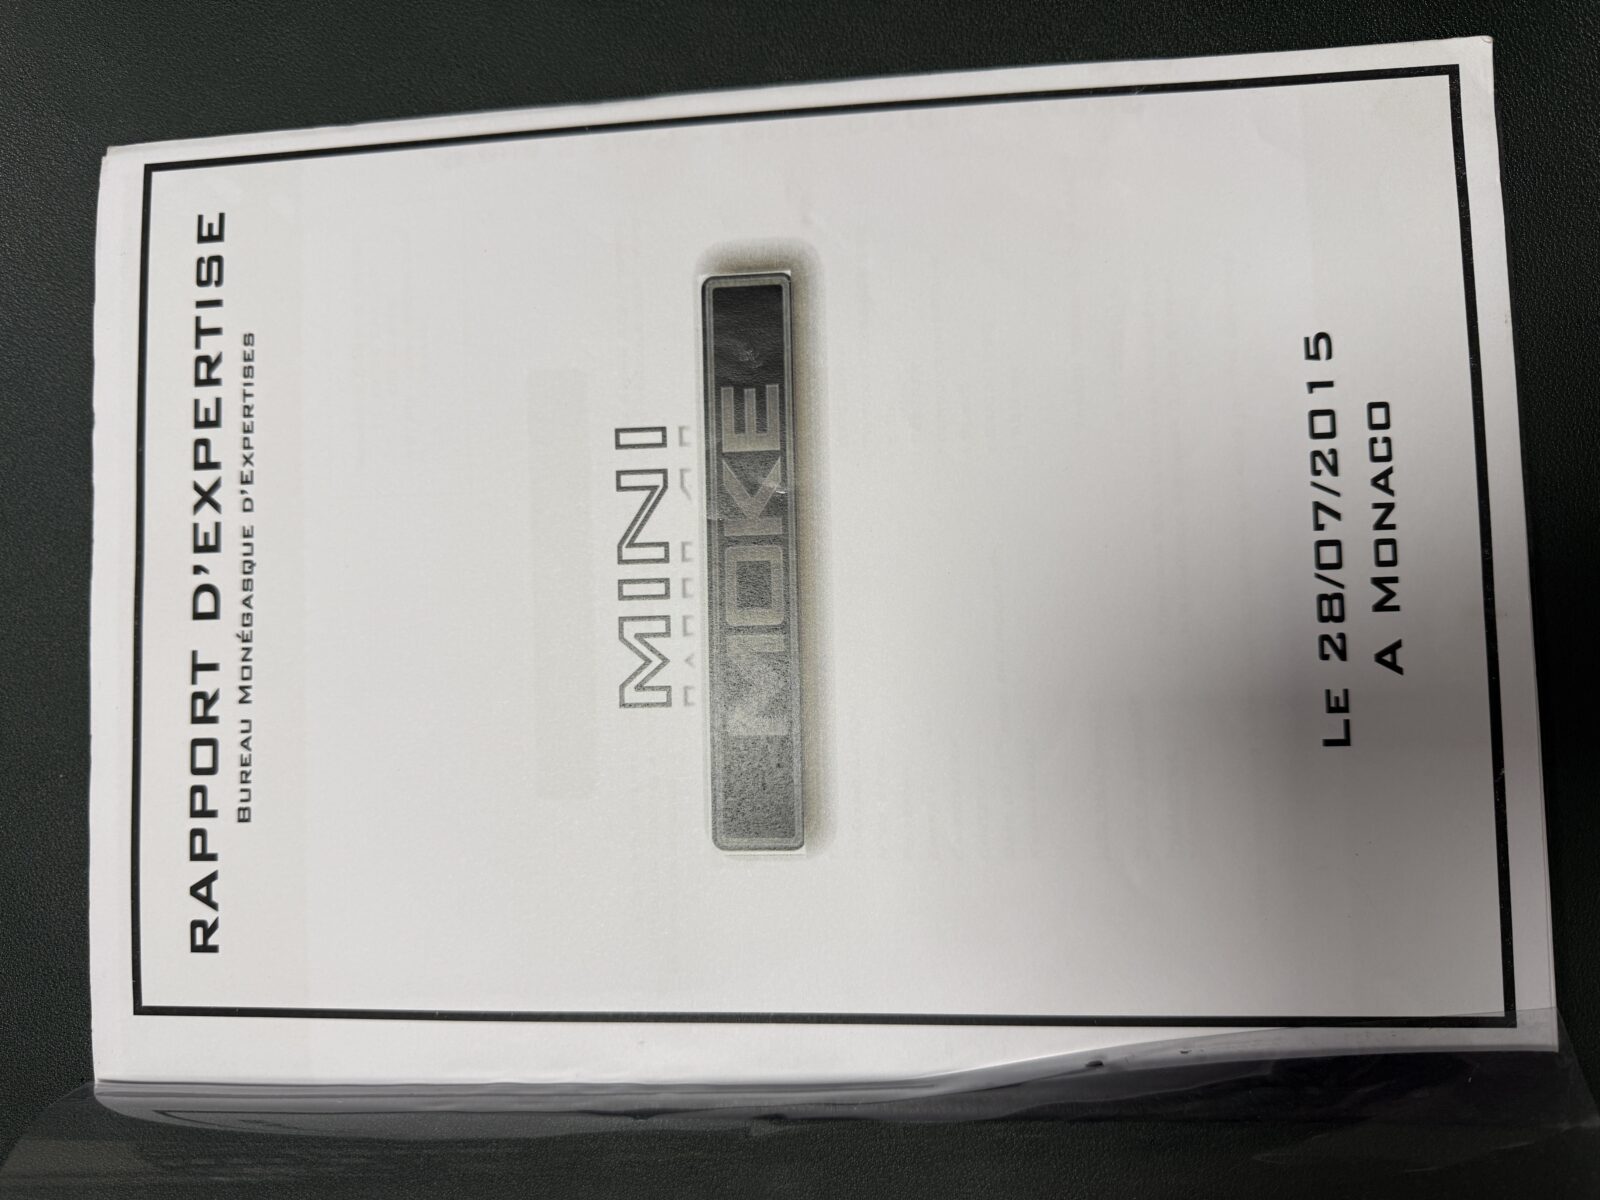 RAPPORT D'EXPERTISE
BUREAU MONÉGASQUE D'EXPERTISES
MINI
MOKE
LE 28/07/2015
A MONACO